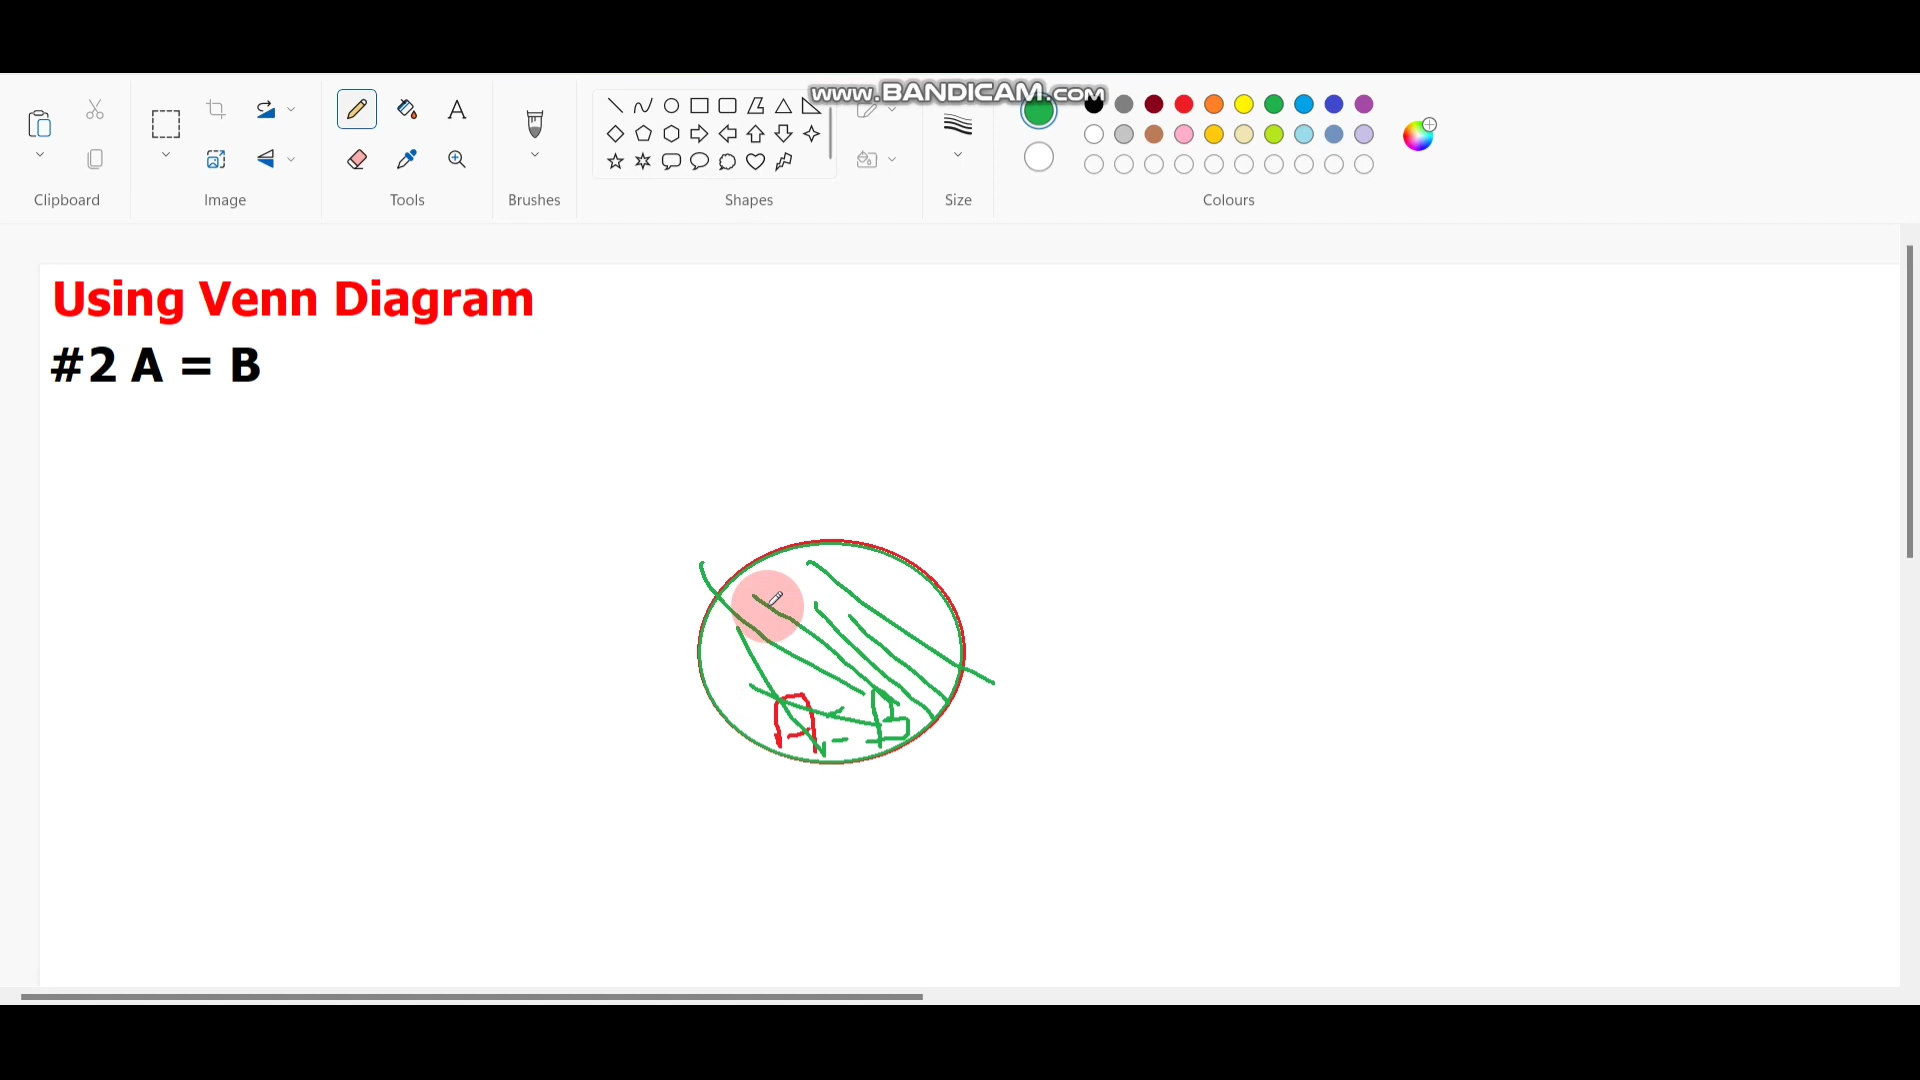 www.BANDICAM.com
Clipboard
Image
Tools
Brushes
Shapes
Size
Colours
Using Venn Diagram
#2 A = B
A = B